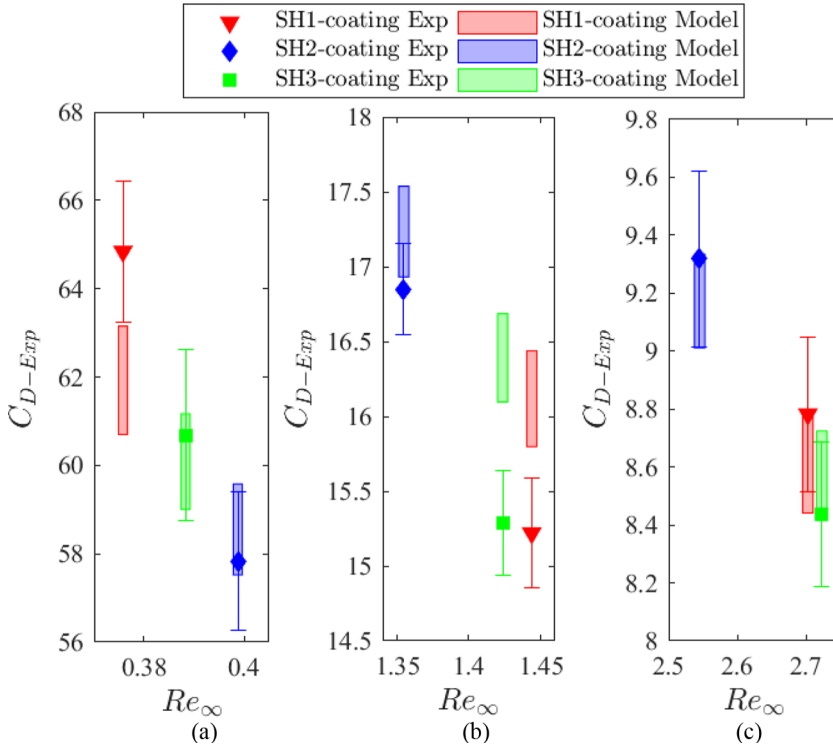 SH1-coating Exp SH1-coating Model
SH2-coating Exp SH2-coating Model
SH3-coating Exp SH3-coating Model
68
66
64
62
60
58
56
C_{D-Exp}
0.38 0.4
Re_∞
(a)
18
17.5
17
16.5
16
15.5
15
14.5
C_{D-Exp}
1.35 1.4 1.45
Re_∞
(b)
9.8
9.6
9.4
9.2
9
8.8
8.6
8.4
8.2
8
C_{D-Exp}
2.5 2.6 2.7
Re_∞
(c)